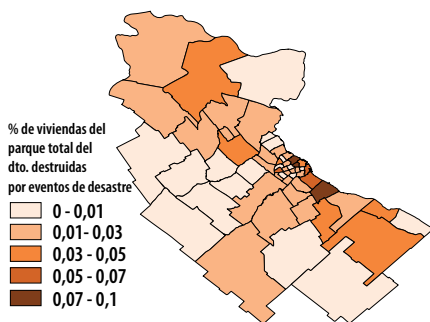 % de viviendas del
parque total del
dto. destruidas
por eventos de desastre
0 - 0,01
0,01- 0,03
0,03 - 0,05
0,05 - 0,07
0,07 - 0,1